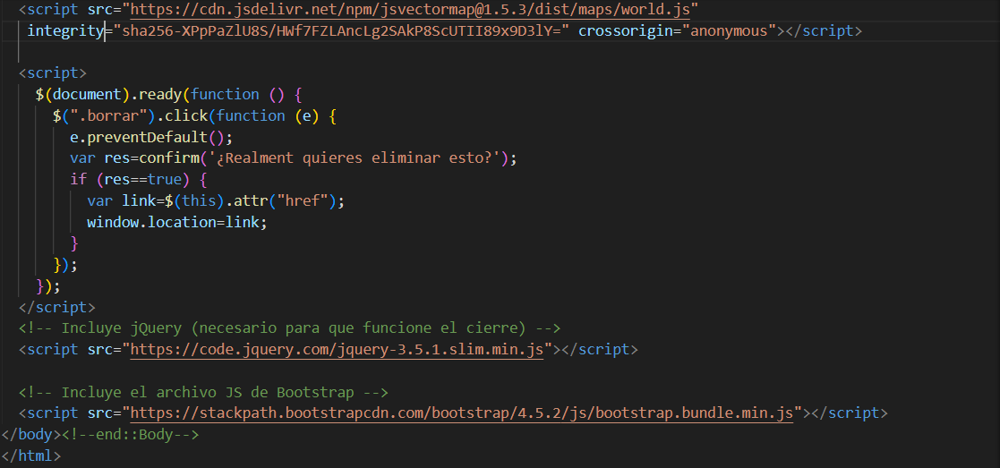 <script src="https://cdn.jsdelivr.net/npm/jsvectormap@1.5.3/dist/maps/world.js"
integrity="sha256-XPpPaZlU8S/HWf7FZLAncLg2SAkP8ScUTII89x9D3lY=" crossorigin="anonymous"></script>
<script>
$(document).ready(function () {
$(".borrar").click(function (e) {
e.preventDefault();
var res=confirm('¿Realment quieres eliminar esto?');
if (res==true) {
var link=$(this).attr("href");
window.location=link;
}
});
});
</script>
<!-- Incluye jQuery (necesario para que funcione el cierre) -->
<script src="https://code.jquery.com/jquery-3.5.1.slim.min.js"></script>
<!-- Incluye el archivo JS de Bootstrap -->
<script src="https://stackpath.bootstrapcdn.com/bootstrap/4.5.2/js/bootstrap.bundle.min.js"></script>
</body><!--end::Body-->
</html>